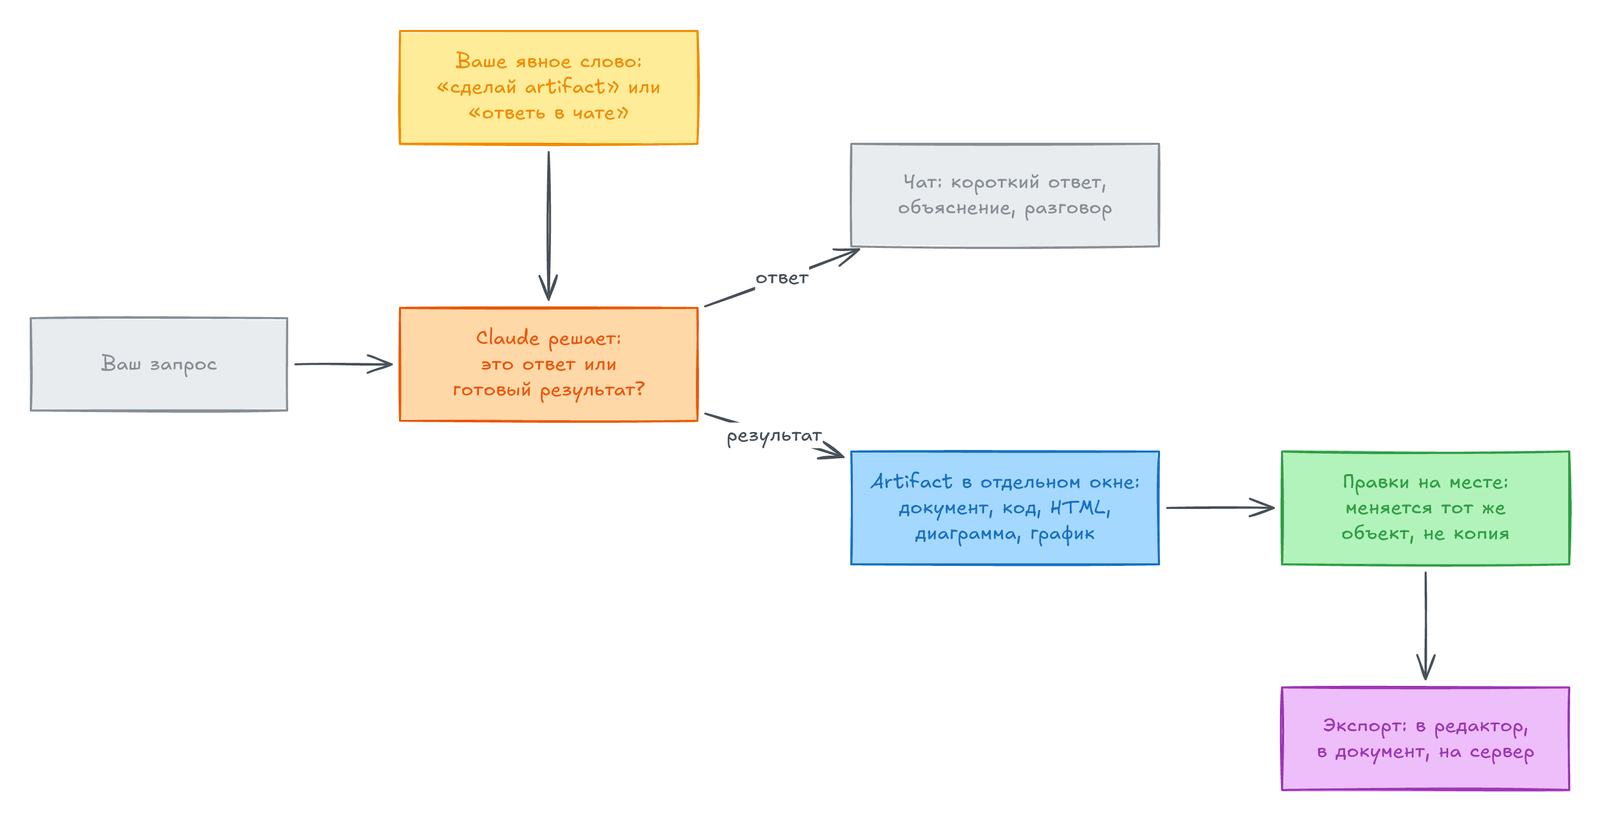 Ваше явное слово:
«сделай artifact» или
«ответь в чате»
Чат: короткий ответ,
объяснение, разговор
ответ
Ваш запрос
Claude решает:
это ответ или
готовый результат?
результат
Artifact в отдельном окне:
документ, код, HTML,
диаграмма, график
Правки на месте:
меняется тот же
объект, не копия
Экспорт: в редактор,
в документ, на сервер